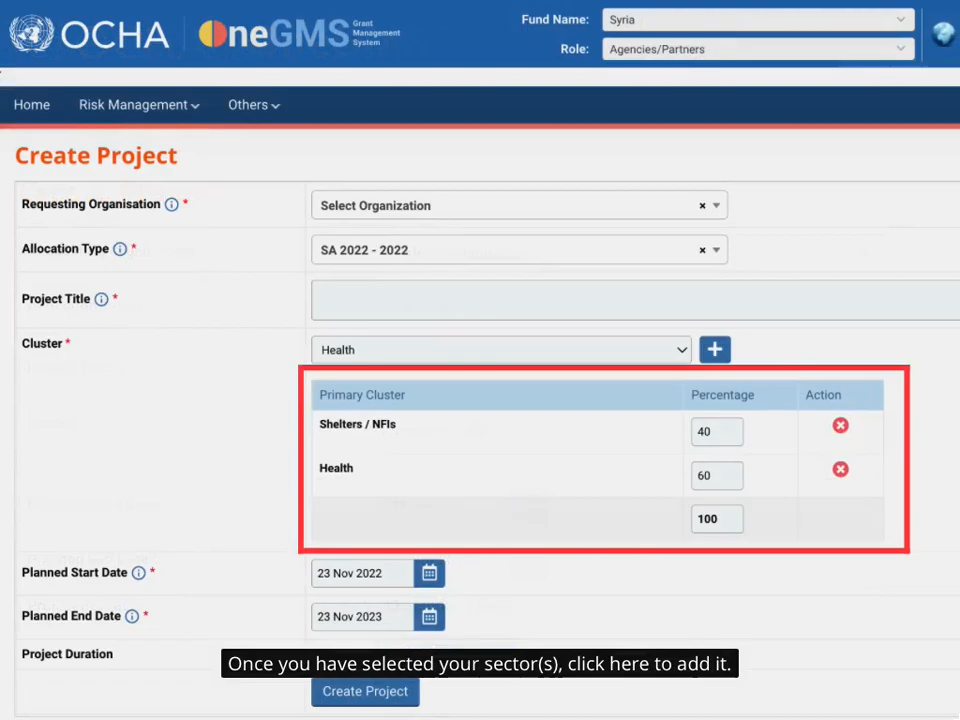 OCHA
OneGMS
Grant
Management
System
Fund Name: Syria
Role: Agencies/Partners
Home Risk Management Others
Create Project
Requesting Organisation * Select Organization ×
Allocation Type * SA 2022 - 2022 ×
Project Title *
Cluster * Health +
Primary Cluster Percentage Action
Shelters / NFIs 40
Health 60
100
Planned Start Date * 23 Nov 2022
Planned End Date * 23 Nov 2023
Project Duration
Once you have selected your sector(s), click here to add it.
Create Project